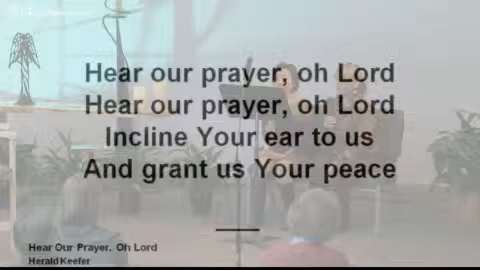 Hear our prayer, oh Lord
Hear our prayer, oh Lord
Incline Your ear to us
And grant us Your peace
Hear Our Prayer, Oh Lord
Herald Keefer